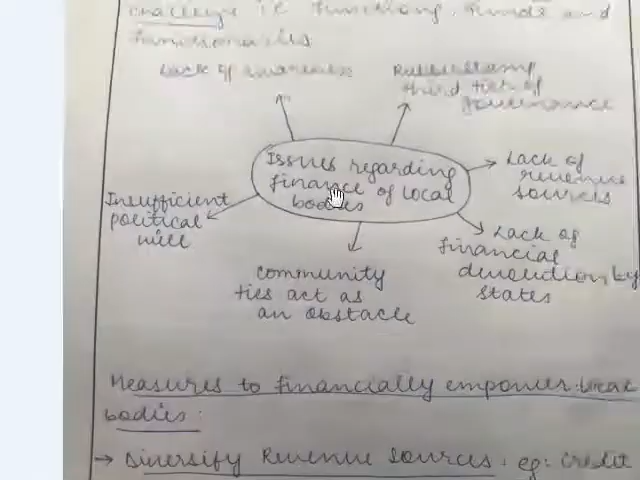 challenge i.e functions, funds and
functionaries
Lack of awareness
Rubberstamp
third tier of
governance
Issues regarding
finance of local
bodies
Lack of
revenue
sources
Insufficient
political
will
Lack of
financial
devolution by
states
community
ties act as
an obstacle
Measures to financially empower local
bodies:
→ Diversify Revenue Sources. eg: Credit